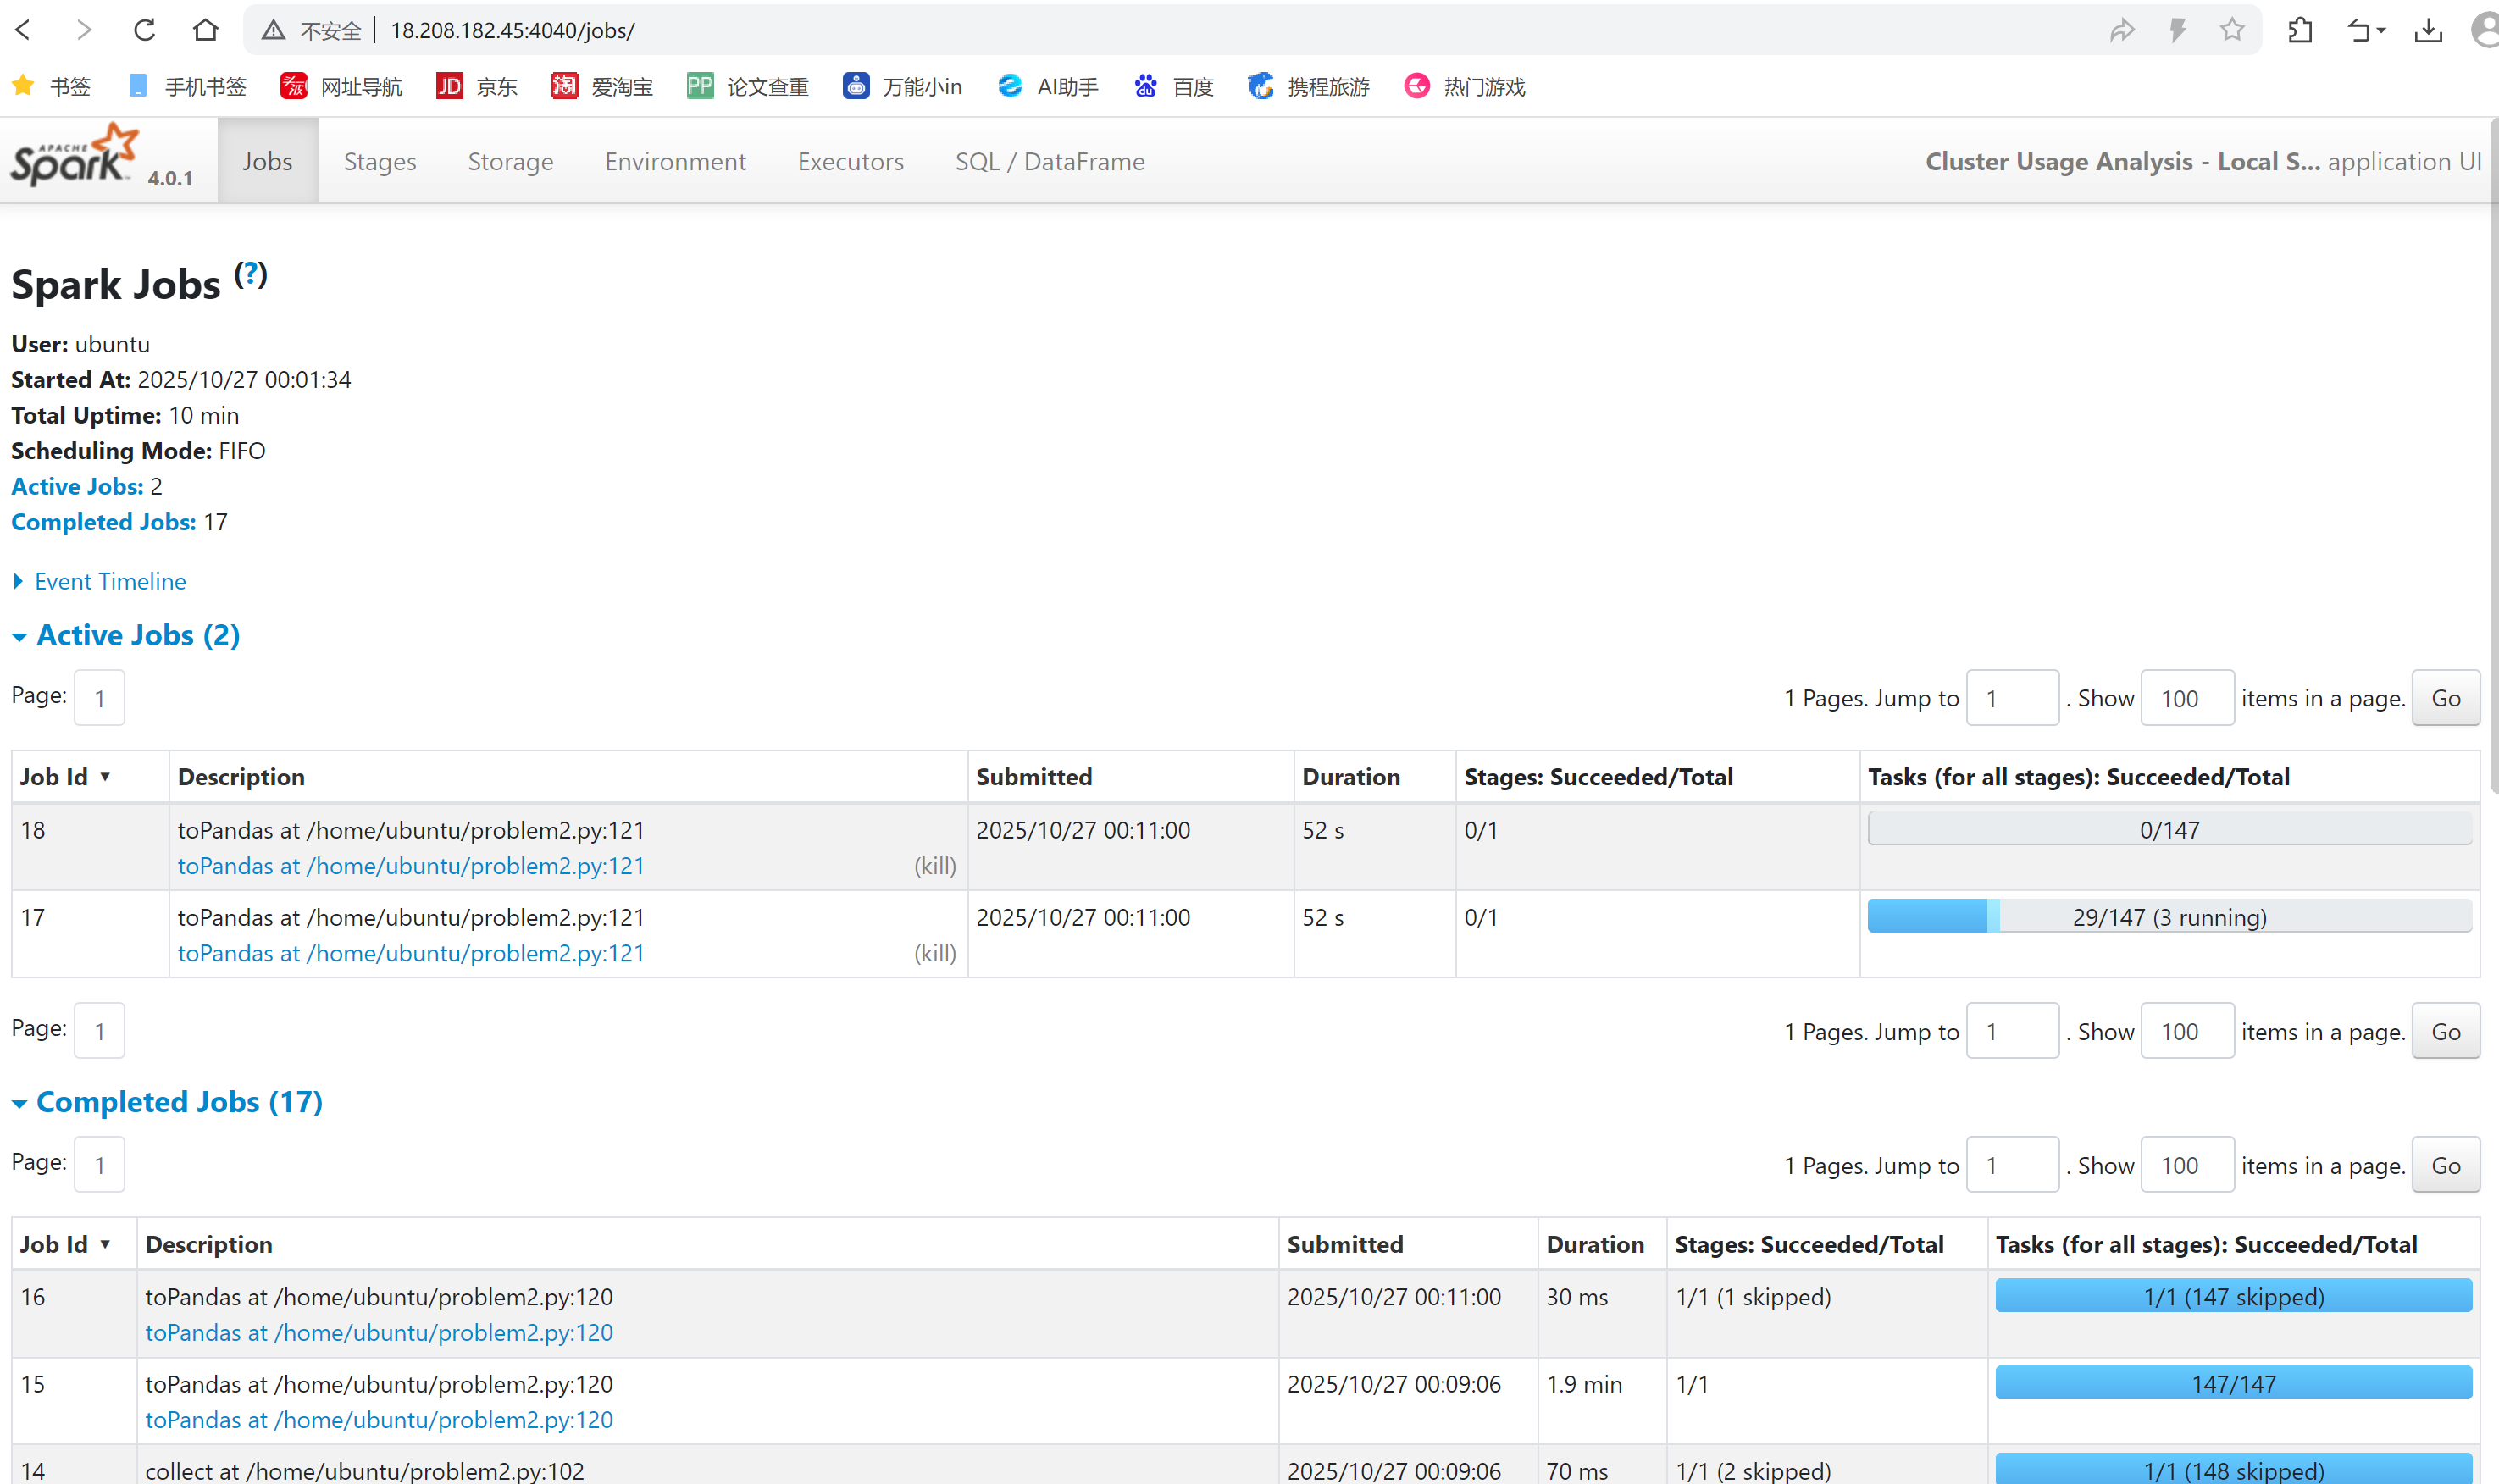 不安全 18.208.182.45:4040/jobs/
书签 手机书签 网址导航 JD 京东 淘 爱淘宝 PP 论文查重 万能小in AI助手 du 百度 携程旅游 热门游戏
APACHE Spark 4.0.1 Jobs Stages Storage Environment Executors SQL / DataFrame Cluster Usage Analysis - Local S... application UI
Spark Jobs (?)
User: ubuntu
Started At: 2025/10/27 00:01:34
Total Uptime: 10 min
Scheduling Mode: FIFO
Active Jobs: 2
Completed Jobs: 17
Event Timeline
Active Jobs (2)
Page: 1 1 Pages. Jump to 1 . Show 100 items in a page. Go
Job Id ▼ Description Submitted Duration Stages: Succeeded/Total Tasks (for all stages): Succeeded/Total
18 toPandas at /home/ubuntu/problem2.py:121 2025/10/27 00:11:00 52 s 0/1 0/147
toPandas at /home/ubuntu/problem2.py:121 (kill)
17 toPandas at /home/ubuntu/problem2.py:121 2025/10/27 00:11:00 52 s 0/1 29/147 (3 running)
toPandas at /home/ubuntu/problem2.py:121 (kill)
Page: 1 1 Pages. Jump to 1 . Show 100 items in a page. Go
Completed Jobs (17)
Page: 1 1 Pages. Jump to 1 . Show 100 items in a page. Go
Job Id ▼ Description Submitted Duration Stages: Succeeded/Total Tasks (for all stages): Succeeded/Total
16 toPandas at /home/ubuntu/problem2.py:120 2025/10/27 00:11:00 30 ms 1/1 (1 skipped) 1/1 (147 skipped)
toPandas at /home/ubuntu/problem2.py:120
15 toPandas at /home/ubuntu/problem2.py:120 2025/10/27 00:09:06 1.9 min 1/1 147/147
toPandas at /home/ubuntu/problem2.py:120
14 collect at /home/ubuntu/problem2.py:102 2025/10/27 00:09:06 70 ms 1/1 (2 skipped) 1/1 (148 skipped)